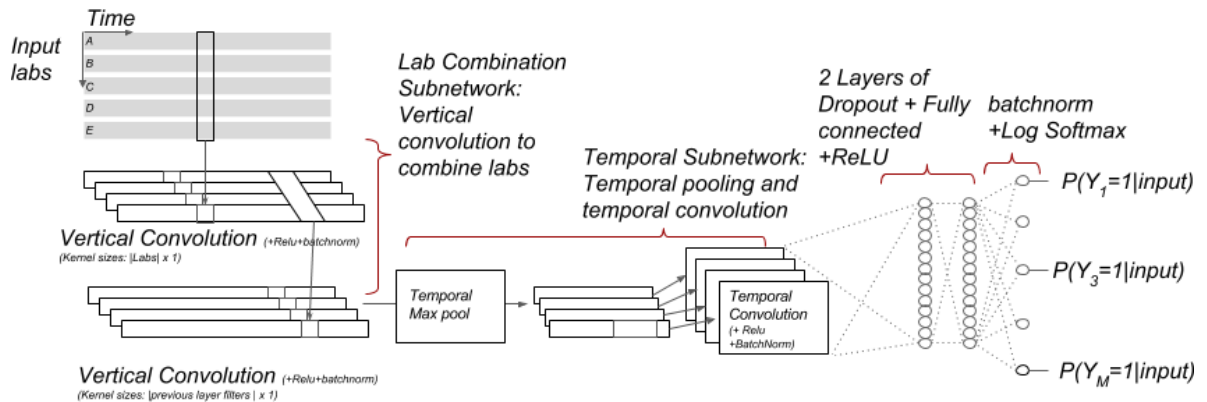 Time
Input
labs
A
B
C
D
E
Lab Combination
Subnetwork:
Vertical
convolution to
combine labs
Vertical Convolution (+Relu+batchnorm)
(Kernel sizes: |Labs| x 1)
Vertical Convolution (+Relu+batchnorm)
(Kernel sizes: |previous layer filters | x 1)
Temporal
Max pool
Temporal Subnetwork:
Temporal pooling and
temporal convolution
Temporal
Convolution
(+ Relu
+BatchNorm)
2 Layers of
Dropout + Fully
connected
+ReLU
batchnorm
+Log Softmax
P(Y₁=1|input)
P(Y₃=1|input)
P(Y_M=1|input)